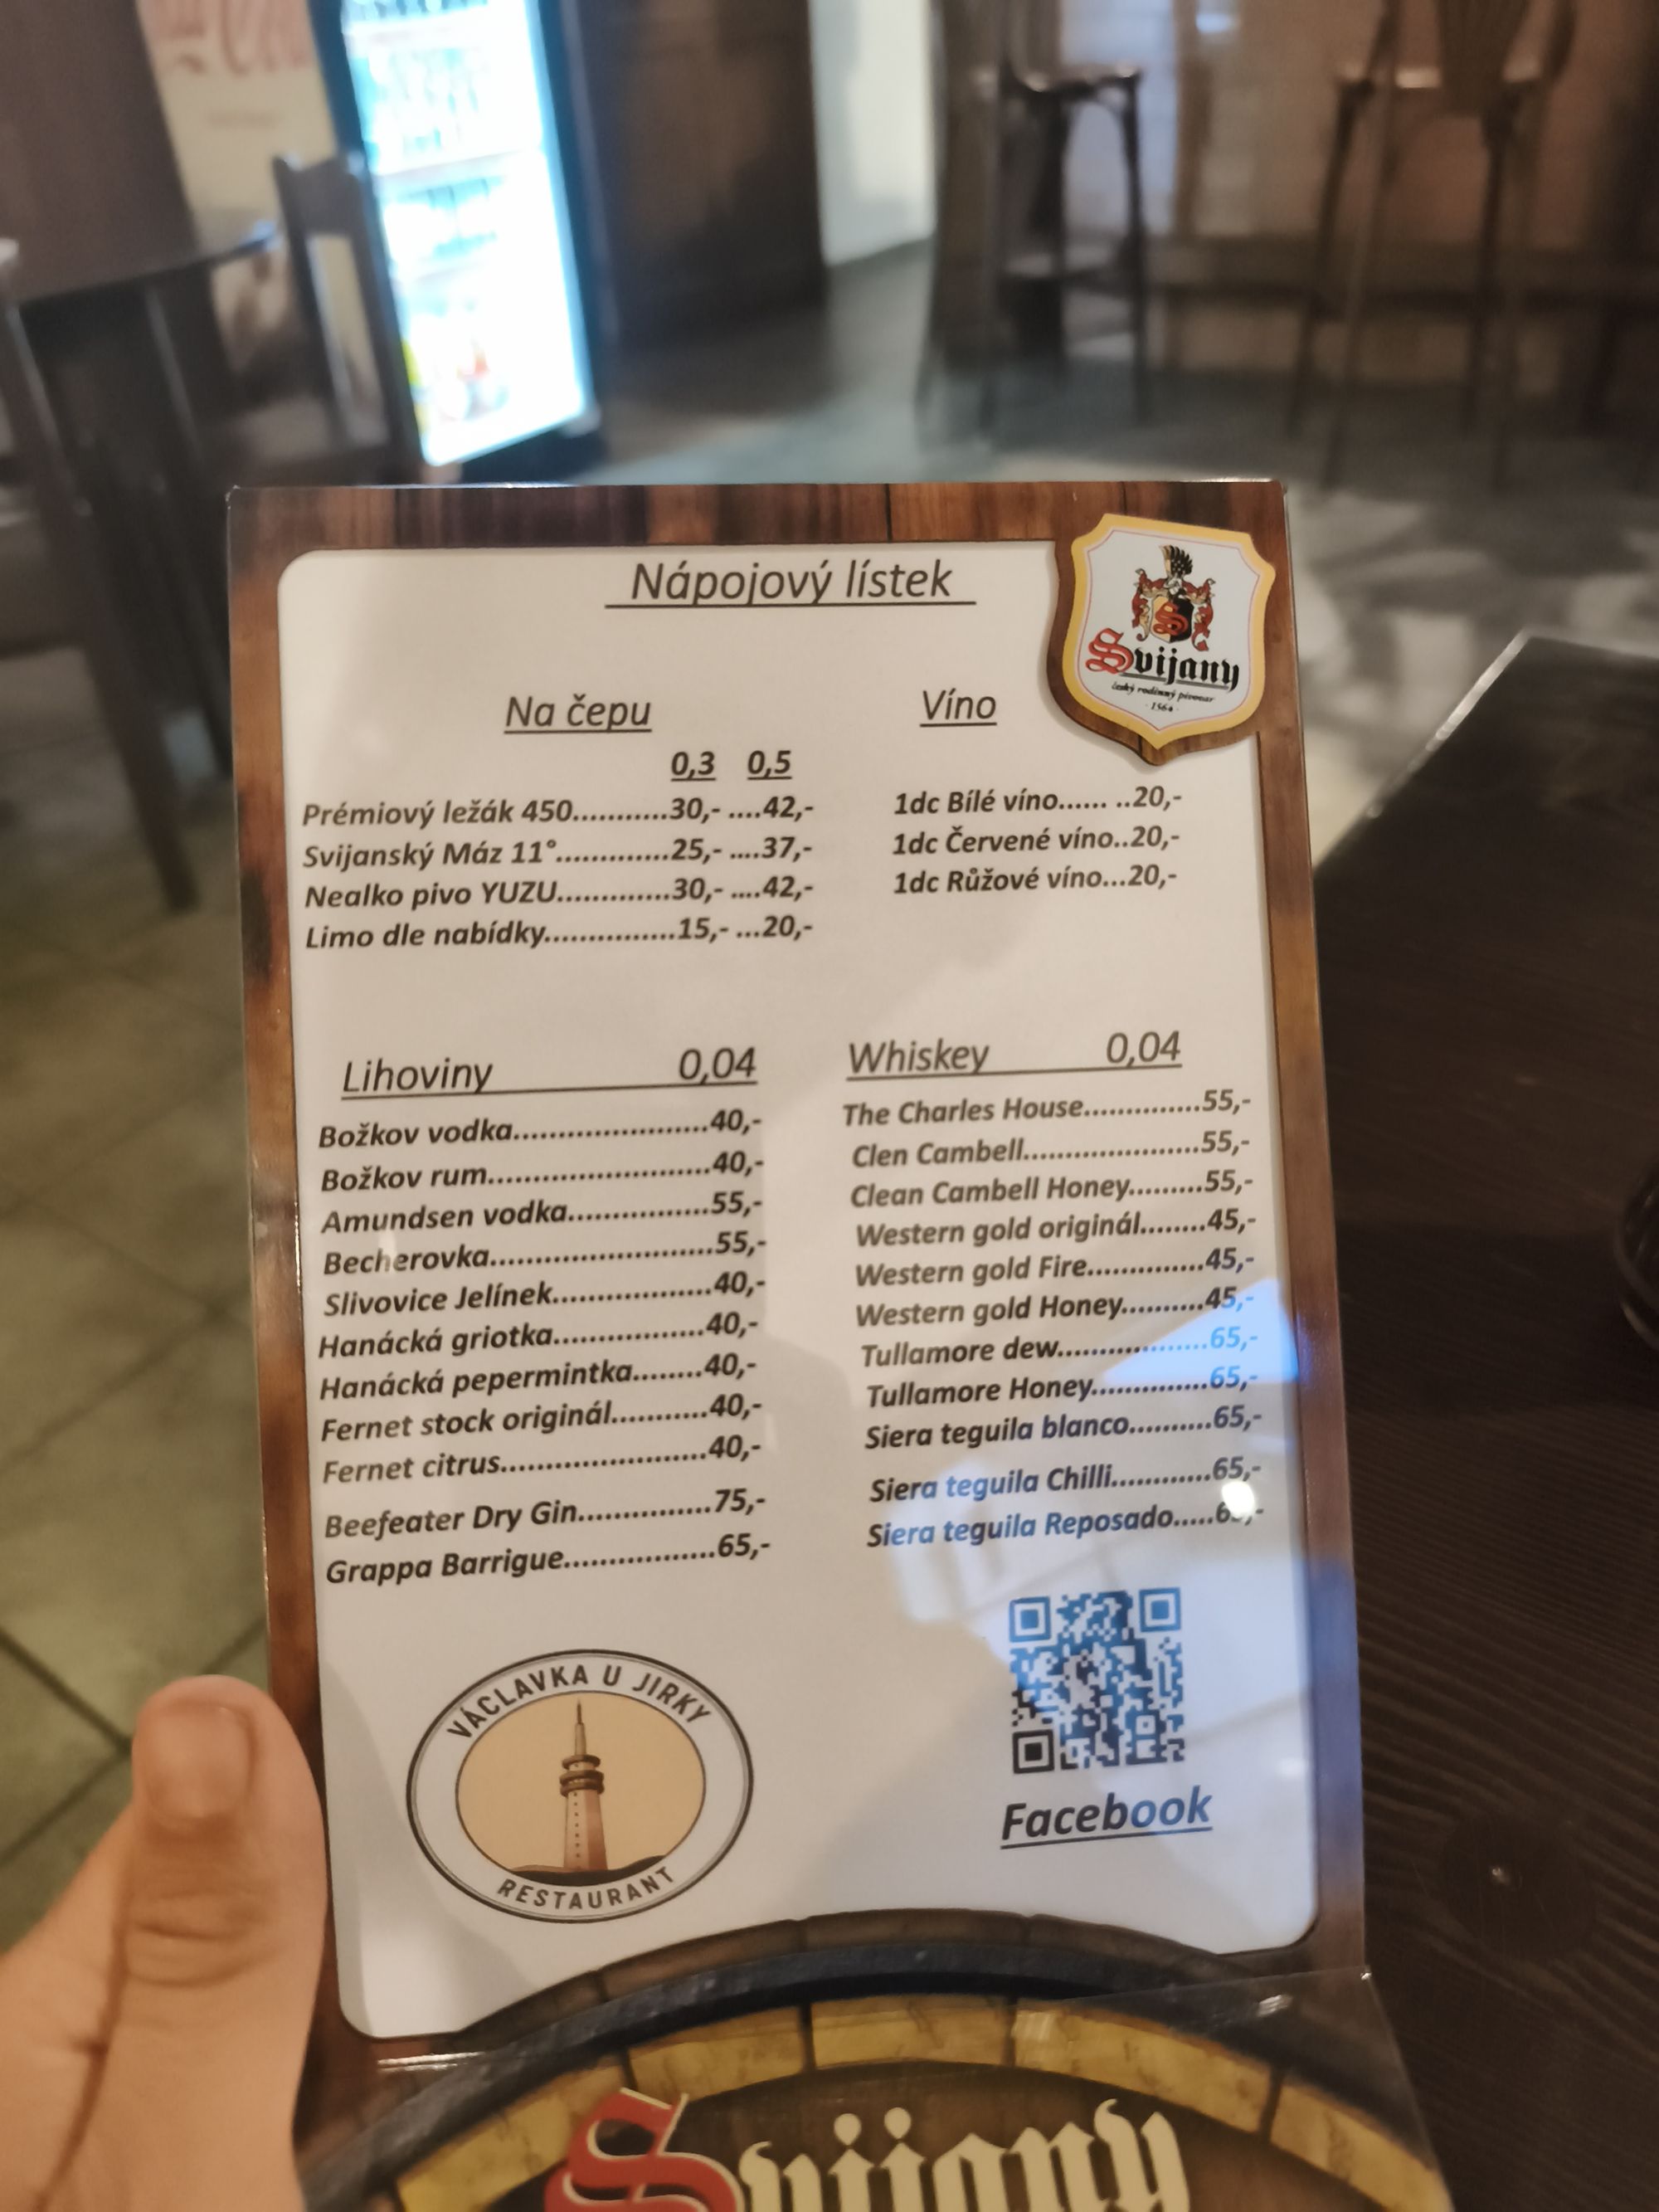 Nápojový lístek
Svijany
český rodinný pivovar
· 1564 ·
Na čepu
0,3 0,5
Prémiový ležák 450...........30,- ....42,-
Svijanský Máz 11°.............25,- ....37,-
Nealko pivo YUZU.............30,- ....42,-
Limo dle nabídky...............15,- ...20,-
Víno
1dc Bílé víno...... ..20,-
1dc Červené víno..20,-
1dc Růžové víno...20,-
Lihoviny 0,04
Božkov vodka......................40,-
Božkov rum.........................40,-
Amundsen vodka................55,-
Becherovka.........................55,-
Slivovice Jelínek..................40,-
Hanácká griotka.................40,-
Hanácká pepermintka........40,-
Fernet stock originál...........40,-
Fernet citrus.......................40,-
Beefeater Dry Gin...............75,-
Grappa Barrigue.................65,-
Whiskey 0,04
The Charles House..............55,-
Clen Cambell.....................55,-
Clean Cambell Honey.........55,-
Western gold originál........45,-
Western gold Fire..............45,-
Western gold Honey..........45,-
Tullamore dew.................65,-
Tullamore Honey..............65,-
Siera teguila blanco..........65,-
Siera teguila Chilli............65,-
Siera teguila Reposado.....
VÁCLAVKA U JIRKY
RESTAURANT
Facebook
Svijany